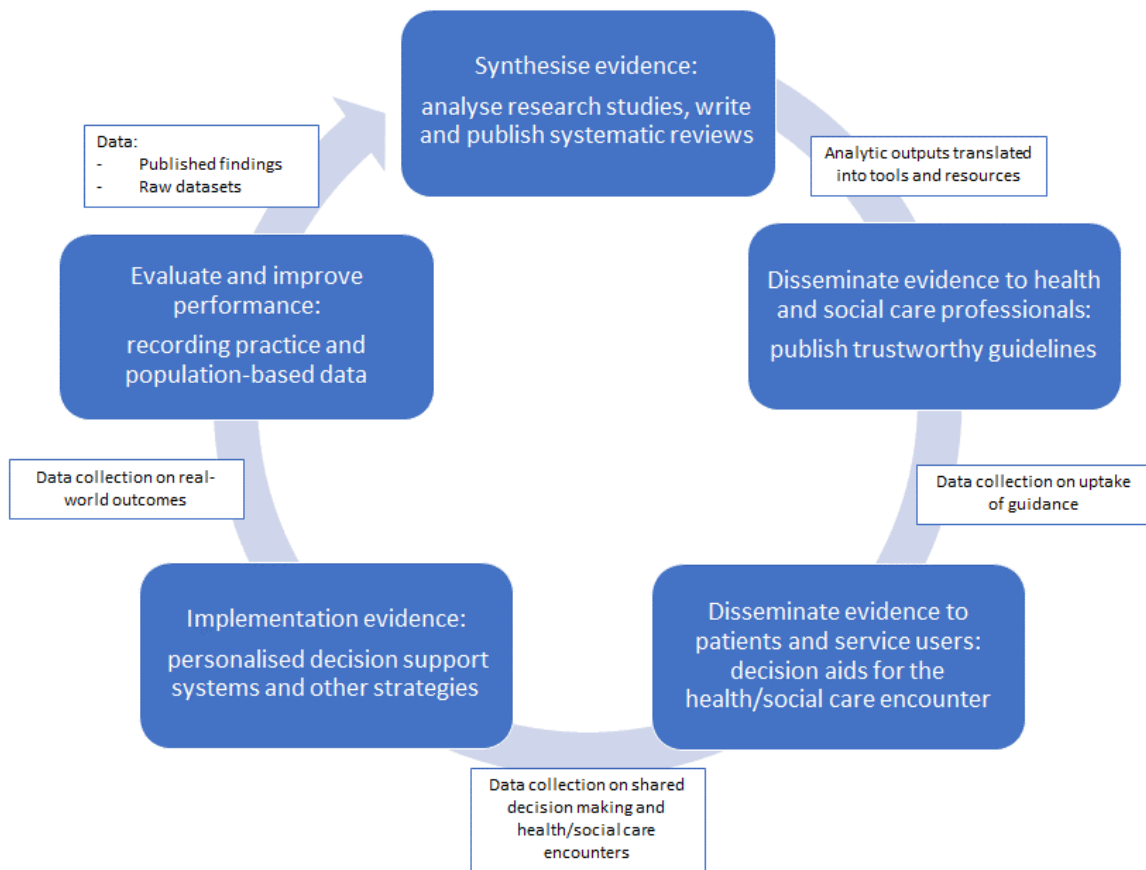 Synthesise evidence:
analyse research studies, write
and publish systematic reviews
Analytic outputs translated
into tools and resources
Disseminate evidence to health
and social care professionals:
publish trustworthy guidelines
Data collection on uptake
of guidance
Disseminate evidence to
patients and service users:
decision aids for the
health/social care encounter
Data collection on shared
decision making and
health/social care
encounters
Implementation evidence:
personalised decision support
systems and other strategies
Data collection on real-
world outcomes
Evaluate and improve
performance:
recording practice and
population-based data
Data:
- Published findings
- Raw datasets